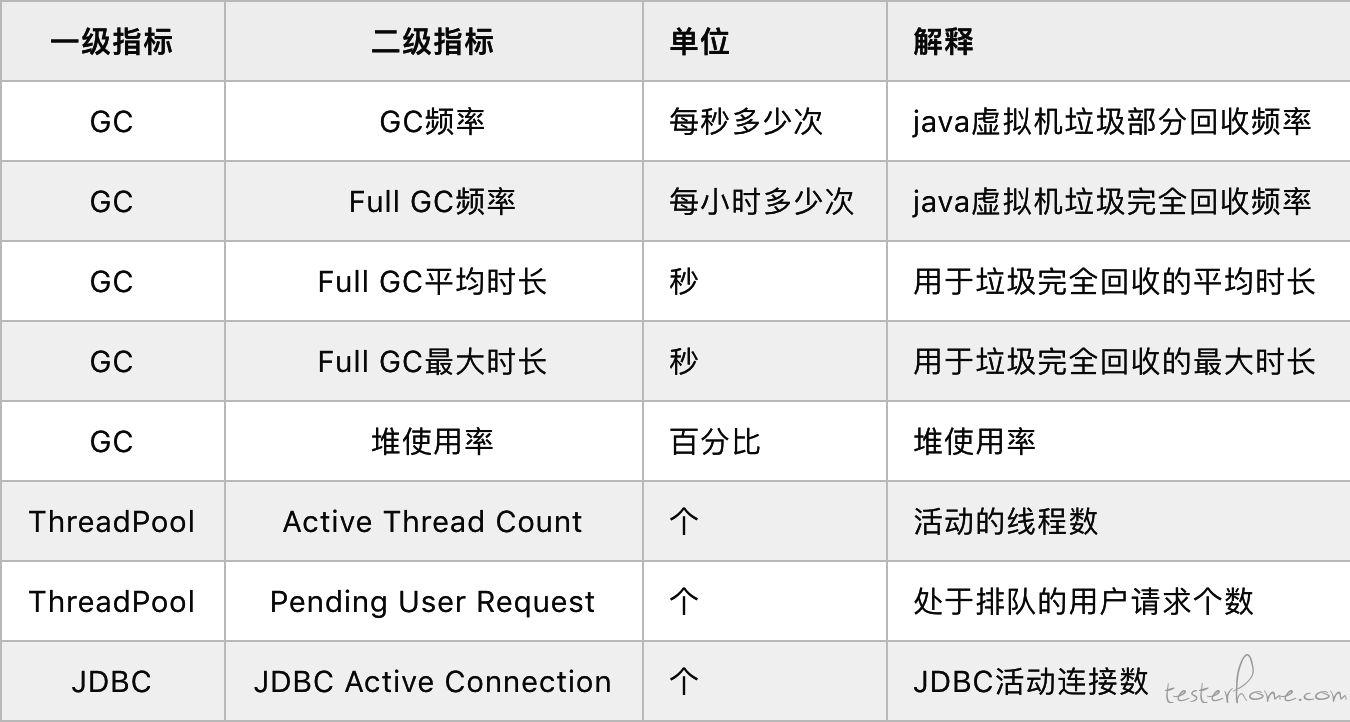 一级指标 二级指标 单位 解释
GC GC频率 每秒多少次 java虚拟机垃圾部分回收频率
GC Full GC频率 每小时多少次 java虚拟机垃圾完全回收频率
GC Full GC平均时长 秒 用于垃圾完全回收的平均时长
GC Full GC最大时长 秒 用于垃圾完全回收的最大时长
GC 堆使用率 百分比 堆使用率
ThreadPool Active Thread Count 个 活动的线程数
ThreadPool Pending User Request 个 处于排队的用户请求个数
JDBC JDBC Active Connection 个 JDBC活动连接数
testerhome.com